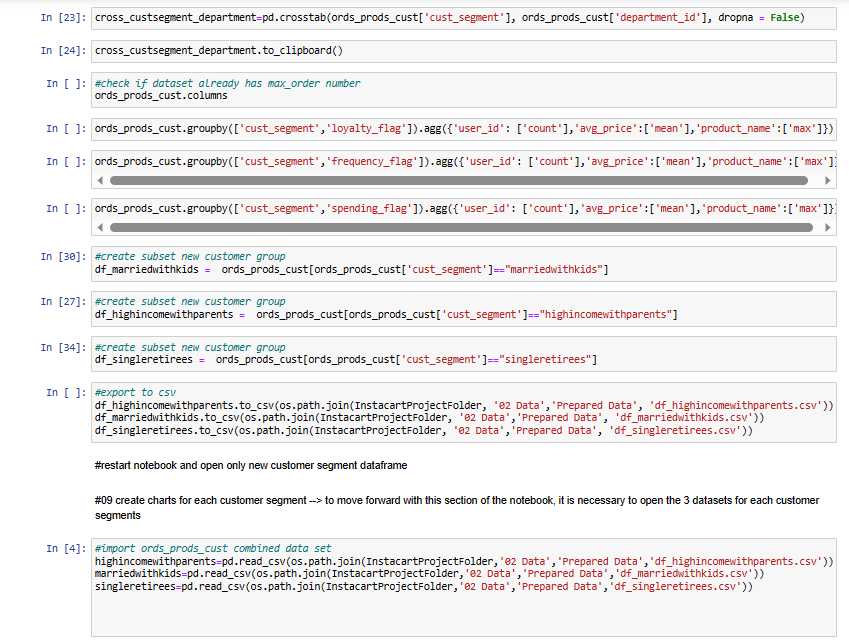 In [23]: cross_custsegment_department=pd.crosstab(ords_prods_cust['cust_segment'], ords_prods_cust['department_id'], dropna = False)
In [24]: cross_custsegment_department.to_clipboard()
In [ ]: #check if dataset already has max_order number
ords_prods_cust.columns
In [ ]: ords_prods_cust.groupby(['cust_segment','loyalty_flag']).agg({'user_id': ['count'],'avg_price':['mean'],'product_name':['max']})
In [ ]: ords_prods_cust.groupby(['cust_segment','frequency_flag']).agg({'user_id': ['count'],'avg_price':['mean'],'product_name':['max']
In [ ]: ords_prods_cust.groupby(['cust_segment','spending_flag']).agg({'user_id': ['count'],'avg_price':['mean'],'product_name':['max']}
In [30]: #create subset new customer group
df_marriedwithkids =  ords_prods_cust[ords_prods_cust['cust_segment']=="marriedwithkids"]
In [27]: #create subset new customer group
df_highincomewithparents =  ords_prods_cust[ords_prods_cust['cust_segment']=="highincomewithparents"]
In [34]: #create subset new customer group
df_singleretirees =  ords_prods_cust[ords_prods_cust['cust_segment']=="singleretirees"]
In [ ]: #export to csv
df_highincomewithparents.to_csv(os.path.join(InstacartProjectFolder, '02 Data','Prepared Data', 'df_highincomewithparents.csv'))
df_marriedwithkids.to_csv(os.path.join(InstacartProjectFolder, '02 Data','Prepared Data', 'df_marriedwithkids.csv'))
df_singleretirees.to_csv(os.path.join(InstacartProjectFolder, '02 Data','Prepared Data', 'df_singleretirees.csv'))
#restart notebook and open only new customer segment dataframe
#09 create charts for each customer segment --> to move forward with this section of the notebook, it is necessary to open the 3 datasets for each customer
segments
In [4]: #import ords_prods_cust combined data set
highincomewithparents=pd.read_csv(os.path.join(InstacartProjectFolder,'02 Data','Prepared Data','df_highincomewithparents.csv'))
marriedwithkids=pd.read_csv(os.path.join(InstacartProjectFolder,'02 Data','Prepared Data','df_marriedwithkids.csv'))
singleretirees=pd.read_csv(os.path.join(InstacartProjectFolder,'02 Data','Prepared Data','df_singleretirees.csv'))